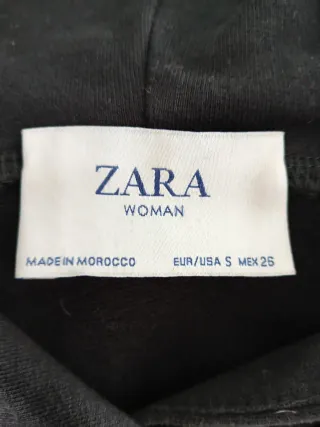 ZARA
WOMAN
MADE IN MOROCCO EUR/USA S MEX 26